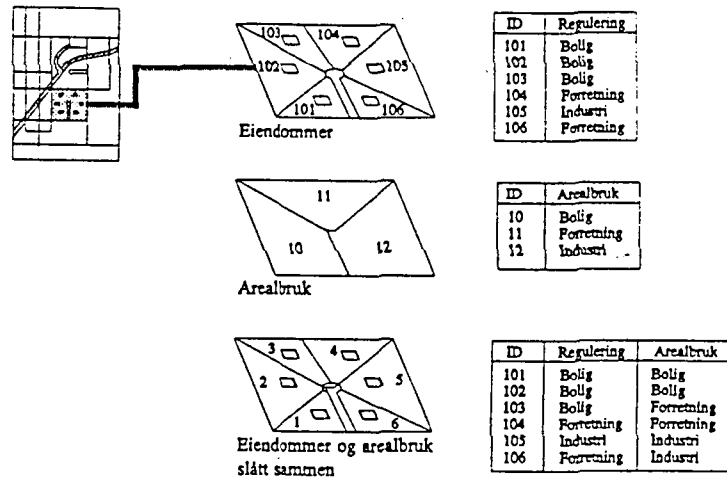 103
104
102
105
101
106
Eiendommer
ID Regulering
101 Bolig
102 Bolig
103 Bolig
104 Forretning
105 Industri
106 Forretning
11
10
12
Arealbruk
ID Arealbruk
10 Bolig
11 Forretning
12 Industri
3
4
2
5
1
6
Eiendommer og arealbruk
slått sammen
ID Regulering Arealbruk
101 Bolig Bolig
102 Bolig Bolig
103 Bolig Forretning
104 Forretning Forretning
105 Industri Industri
106 Forretning Industri